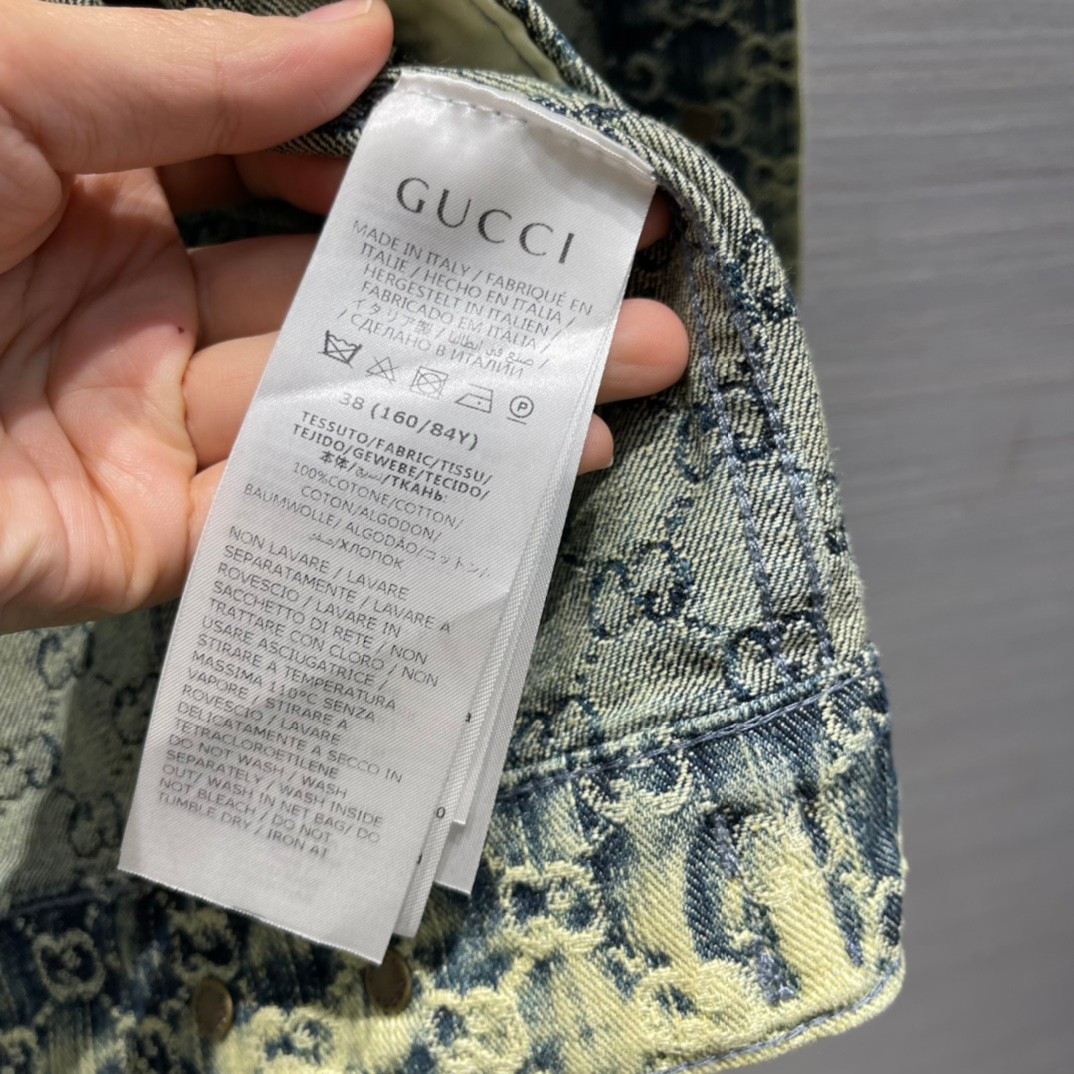 GUCCI
MADE IN ITALY / FABRIQUÉ EN
ITALIE / HECHO EN ITALIA /
HERGESTELT IN ITALIEN /
FABRICADO EM ITALIA /
イタリア製 / صنع في ايطاليا /
/ СДЕЛАНО В ИТАЛИИ
P
38 (160/84Y)
TESSUTO/FABRIC/TISSU/
TEJIDO/GEWEBE/TECIDO/
本体/نسيج/ТКАНЬ:
100%COTONE/COTTON/
COTON/ALGODON/
BAUMWOLLE/ ALGODÃO/コットン/
قطن/ХЛОПОК
NON LAVARE / LAVARE
SEPARATAMENTE / LAVARE A
ROVESCIO / LAVARE IN
SACCHETTO DI RETE / NON
TRATTARE CON CLORO / NON
USARE ASCIUGATRICE /
STIRARE A TEMPERATURA
MASSIMA 110°C SENZA
VAPORE / STIRARE A
ROVESCIO / LAVARE
DELICATAMENTE A SECCO IN
TETRACLOROETILENE
DO NOT WASH / WASH
SEPARATELY / WASH INSIDE
OUT/ WASH IN NET BAG/ DO
NOT BLEACH / DO NOT
TUMBLE DRY / IRON AT